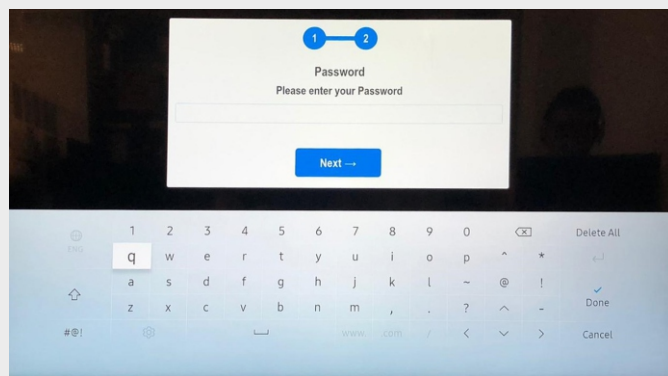 1 2
Password
Please enter your Password
Next →
1 2 3 4 5 6 7 8 9 0 Delete All
ENG
q w e r t y u i o p ^ *
a s d f g h j k l ~ @ !
Done
z x c v b n m , . ? ^ -
#@! www. .com / < >
Cancel